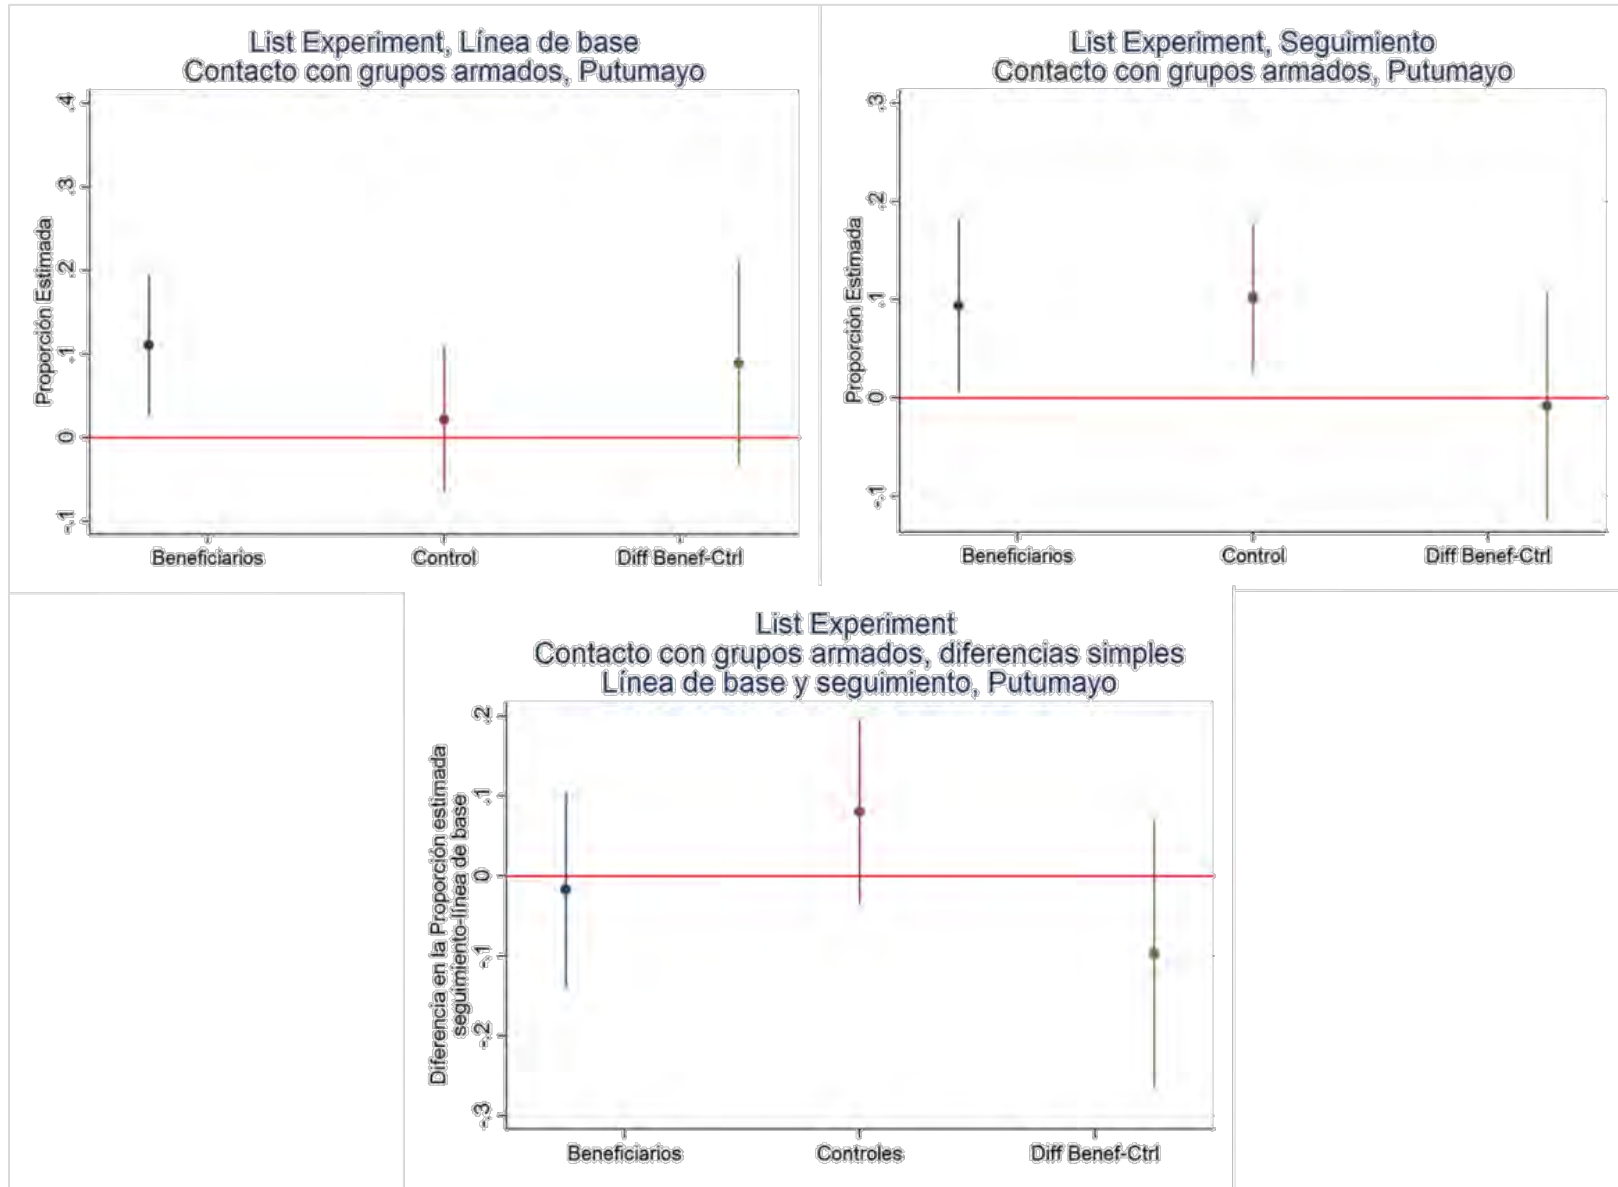 List Experiment, Línea de base
Contacto con grupos armados, Putumayo
Proporción Estimada
.4
.3
.2
.1
0
-.1
Beneficiarios
Control
Diff Benef-Ctrl
List Experiment, Seguimiento
Contacto con grupos armados, Putumayo
Proporción Estimada
.3
.2
.1
0
-.1
Beneficiarios
Control
Diff Benef-Ctrl
List Experiment
Contacto con grupos armados, diferencias simples
Línea de base y seguimiento, Putumayo
Diferencia en la Proporción estimada
seguimiento-línea de base
.2
.1
0
-.1
-.2
-.3
Beneficiarios
Controles
Diff Benef-Ctrl